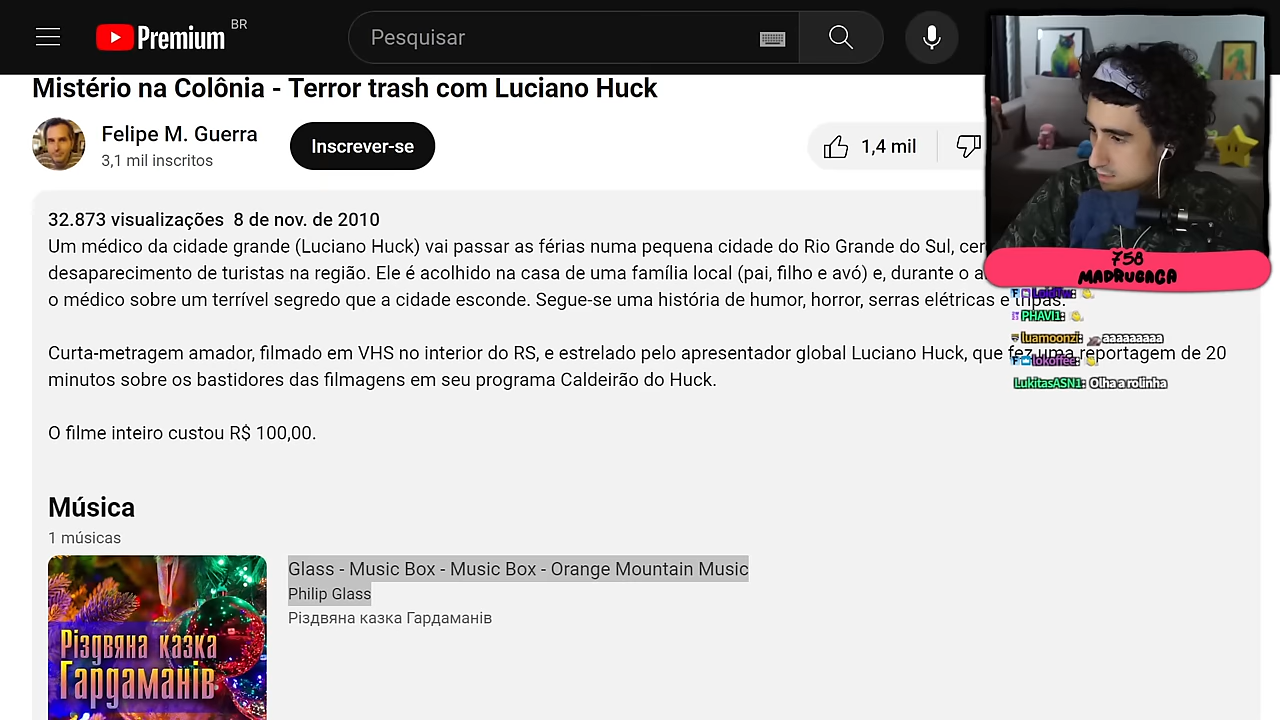 Premium
BR
Pesquisar
Mistério na Colônia - Terror trash com Luciano Huck
Felipe M. Guerra
3,1 mil inscritos
Inscrever-se
1,4 mil
32.873 visualizações 8 de nov. de 2010
Um médico da cidade grande (Luciano Huck) vai passar as férias numa pequena cidade do Rio Grande do Sul,
desaparecimento de turistas na região. Ele é acolhido na casa de uma família local (pai, filho e avó) e, durante o
o médico sobre um terrível segredo que a cidade esconde. Segue-se uma história de humor, horror, serras elétricas e tripas.
Curta-metragem amador, filmado em VHS no interior do RS, e estrelado pelo apresentador global Luciano Huck, que fez uma reportagem de 20
minutos sobre os bastidores das filmagens em seu programa Caldeirão do Huck.
O filme inteiro custou R$ 100,00.
Música
1 músicas
Glass - Music Box - Music Box - Orange Mountain Music
Philip Glass
Різдвяна казка Гардаманів
Різдвяна казка
Гардаманів
758
MADRUGAGA
PHAVI1:
luamoonzi: aaaaaaaaa
lokoffee:
LukitasASN1: Olha a rolinha